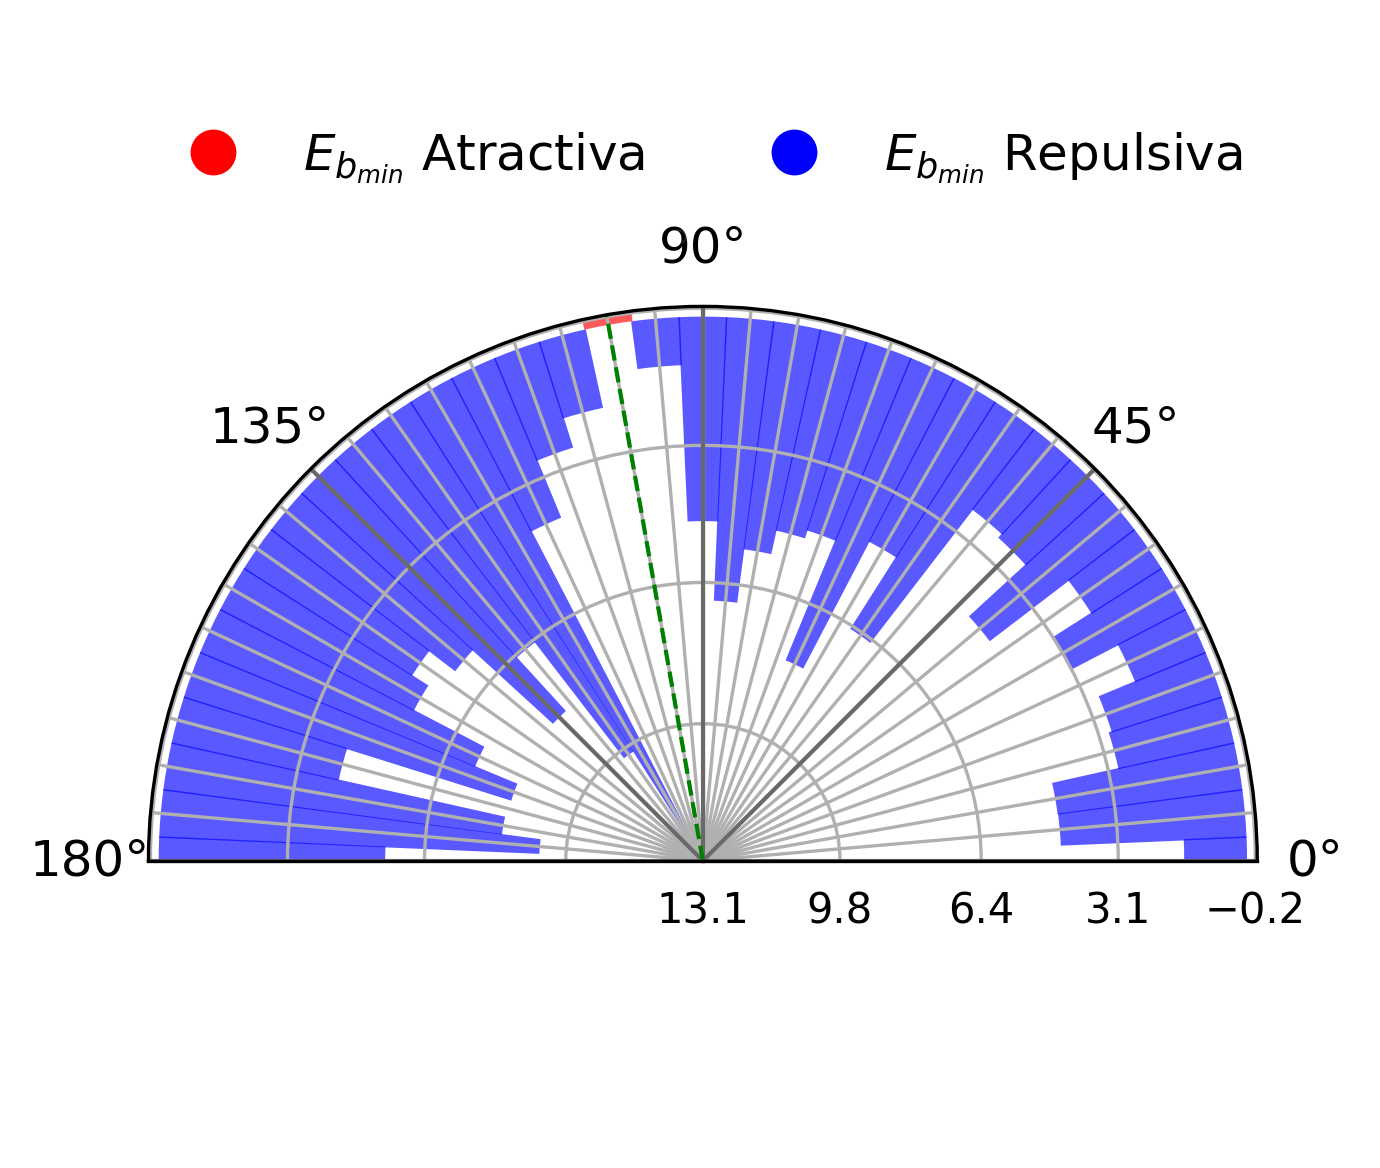 E_{b_{min}} Atractiva E_{b_{min}} Repulsiva
90°
135° 45°
180° 0°
13.1 9.8 6.4 3.1 −0.2